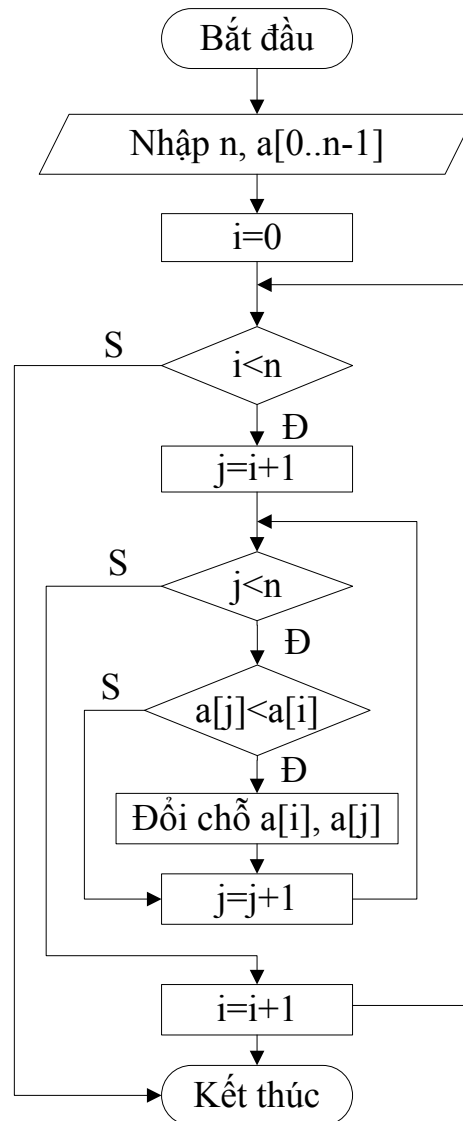 Bắt đầu
Nhập n, a[0..n-1]
i=0
S
i<n
Đ
j=i+1
S
j<n
Đ
S
a[j]<a[i]
Đ
Đổi chỗ a[i], a[j]
j=j+1
i=i+1
Kết thúc